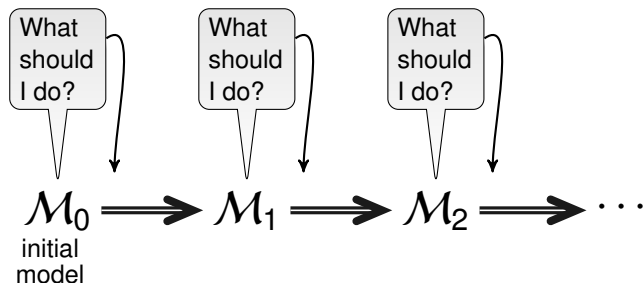 What
should
I do?
What
should
I do?
What
should
I do?
ℳ₀ ⟹ ℳ₁ ⟹ ℳ₂ ⟹ ···
initial
model